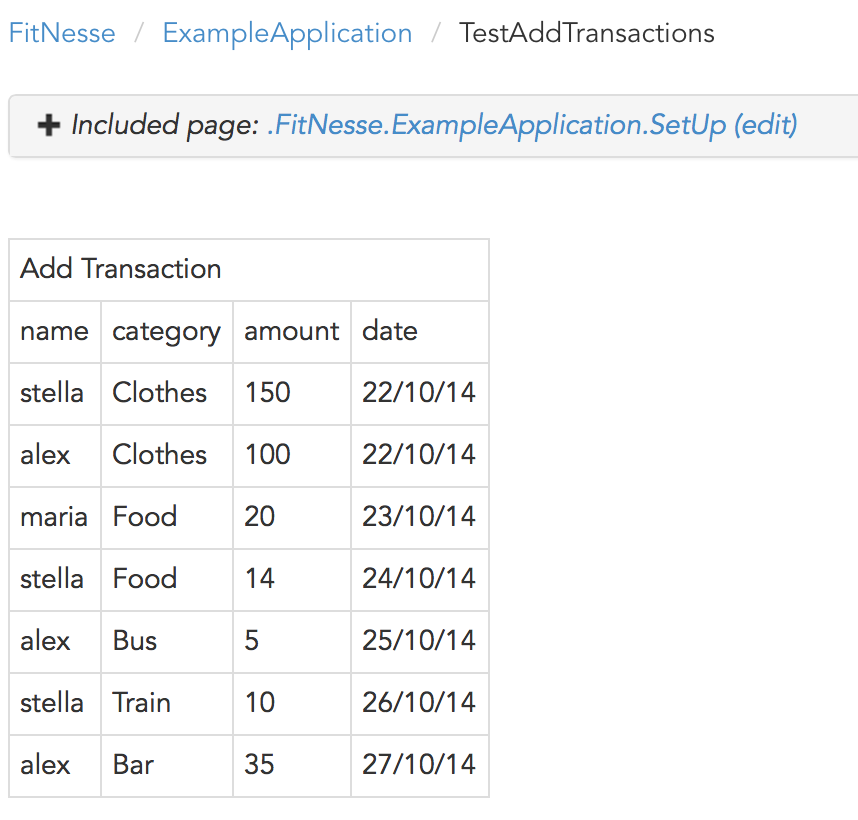 FitNesse / ExampleApplication / TestAddTransactions
Included page: .FitNesse.ExampleApplication.SetUp (edit)
Add Transaction
name category amount date
stella Clothes 150 22/10/14
alex Clothes 100 22/10/14
maria Food 20 23/10/14
stella Food 14 24/10/14
alex Bus 5 25/10/14
stella Train 10 26/10/14
alex Bar 35 27/10/14